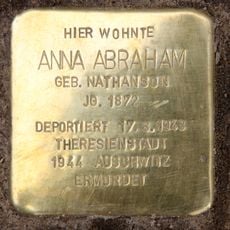 HIER WOHNTE
ANNA ABRAHAM
GEB. NATHANSON
JG. 1872
DEPORTIERT 17.3.1943
THERESIENSTADT
1944 AUSCHWITZ
ERMORDET